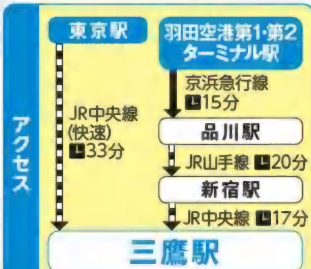 アクセス
東京駅
JR中央線
(快速)
33分
羽田空港第1・第2
ターミナル駅
京浜急行線
15分
品川駅
JR山手線 20分
新宿駅
JR中央線 17分
三鷹駅